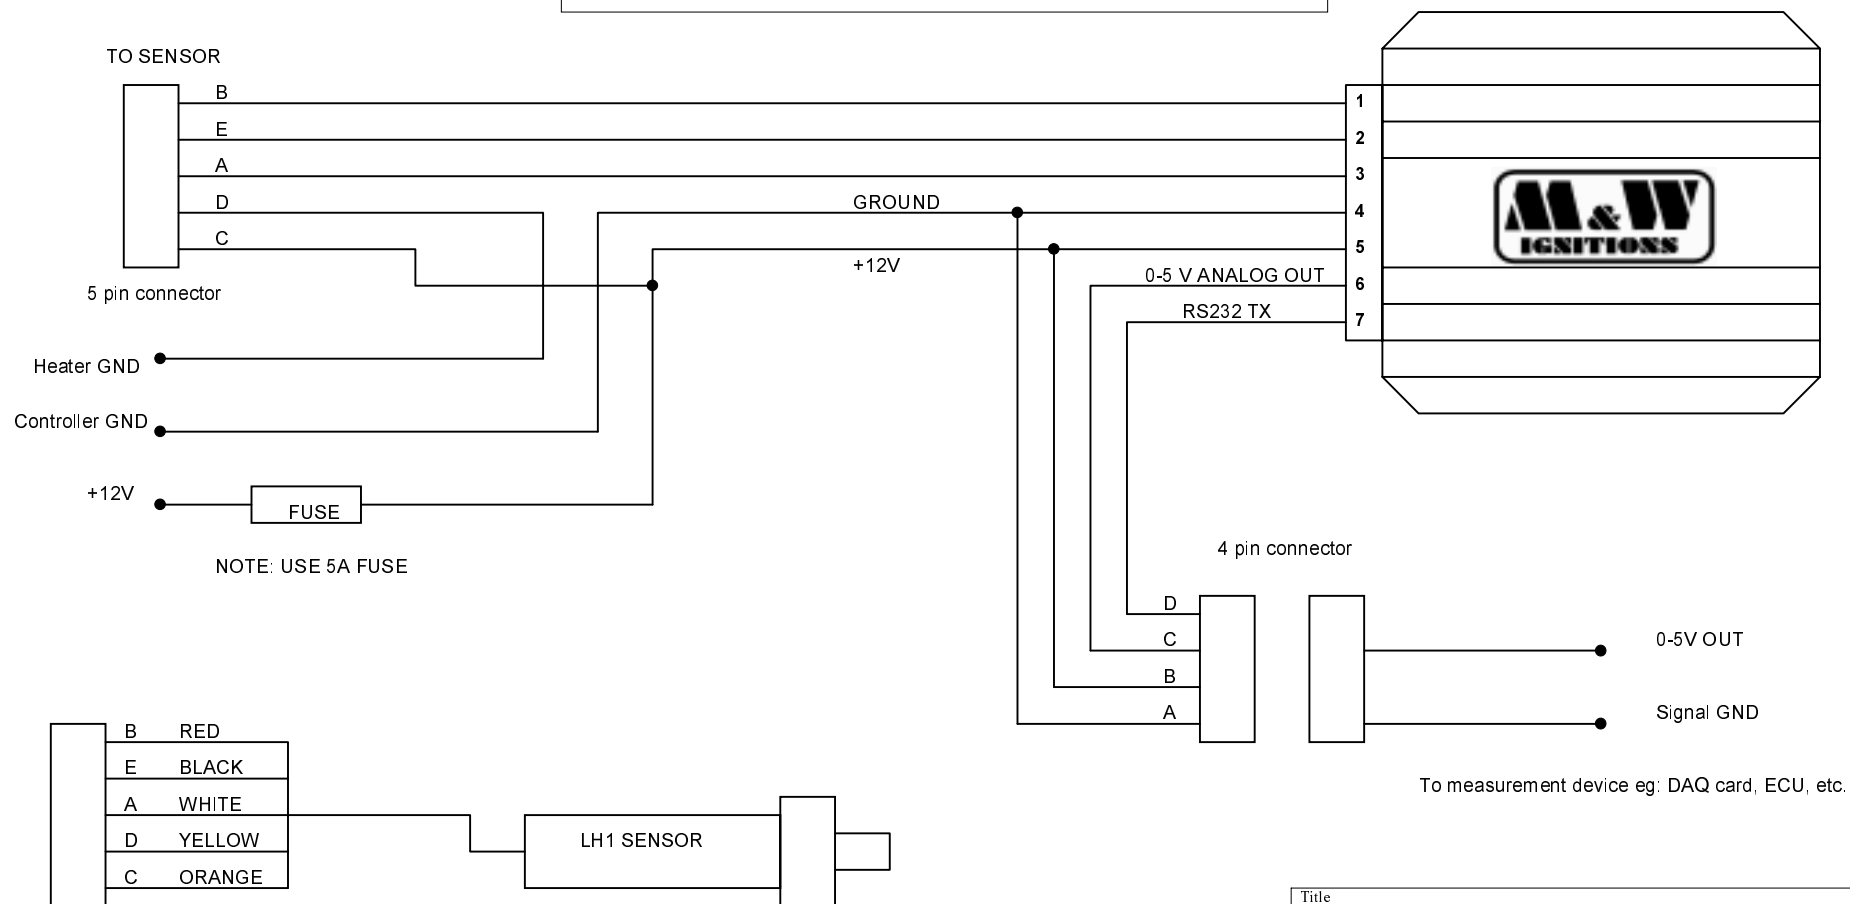 TO SENSOR
B
E
A
D
C
5 pin connector
GROUND
+12V
0-5 V ANALOG OUT
RS232 TX
1
2
3
4
5
6
7
M&W
IGNITIONS
Heater GND
Controller GND
+12V
FUSE
NOTE: USE 5A FUSE
4 pin connector
D
C
B
A
0-5V OUT
Signal GND
To measurement device eg: DAQ card, ECU, etc.
B RED
E BLACK
A WHITE
D YELLOW
C ORANGE
LH1 SENSOR
Title